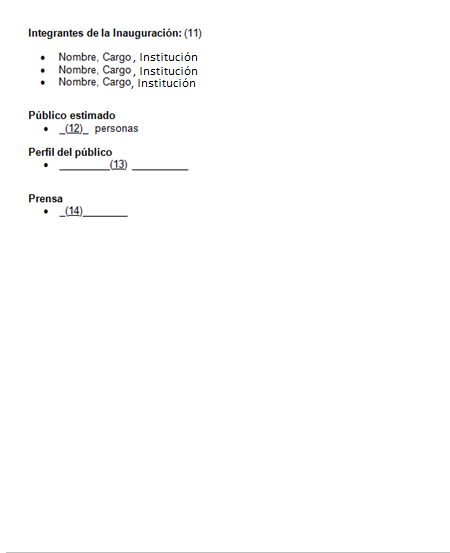 Integrantes de la Inauguración: (11)
• Nombre, Cargo, Institución
• Nombre, Cargo, Institución
• Nombre, Cargo, Institución
Público estimado
• _(12)_ personas
Perfil del público
• _________(13) __________
Prensa
• _(14)________